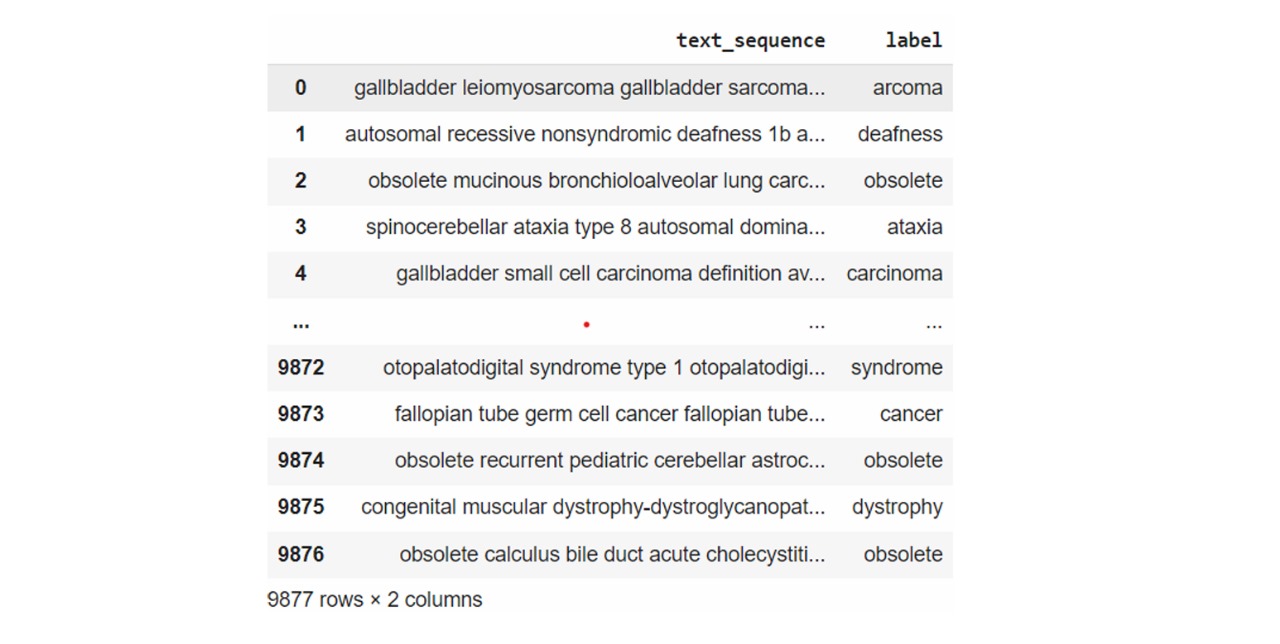 text_sequence label
0 gallbladder leiomyosarcoma gallbladder sarcoma... arcoma
1 autosomal recessive nonsyndromic deafness 1b a... deafness
2 obsolete mucinous bronchioloalveolar lung carc... obsolete
3 spinocerebellar ataxia type 8 autosomal domina... ataxia
4 gallbladder small cell carcinoma definition av... carcinoma
... ... ...
9872 otopalatodigital syndrome type 1 otopalatodigi... syndrome
9873 fallopian tube germ cell cancer fallopian tube... cancer
9874 obsolete recurrent pediatric cerebellar astroc... obsolete
9875 congenital muscular dystrophy-dystroglycanopat... dystrophy
9876 obsolete calculus bile duct acute cholecystiti... obsolete
9877 rows × 2 columns